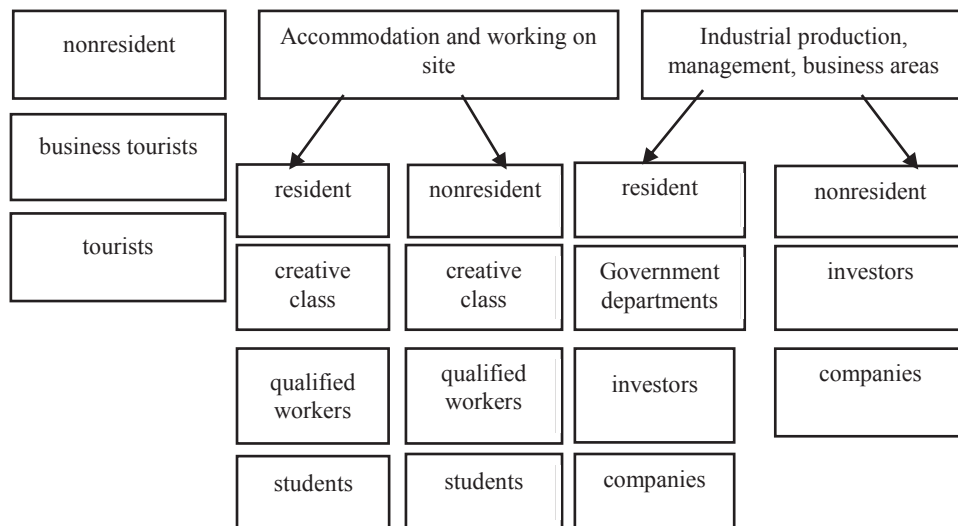 nonresident
business tourists
tourists
Accommodation and working on
site
resident
creative
class
qualified
workers
students
nonresident
creative
class
qualified
workers
students
Industrial production,
management, business areas
resident
Government
departments
investors
companies
nonresident
investors
companies